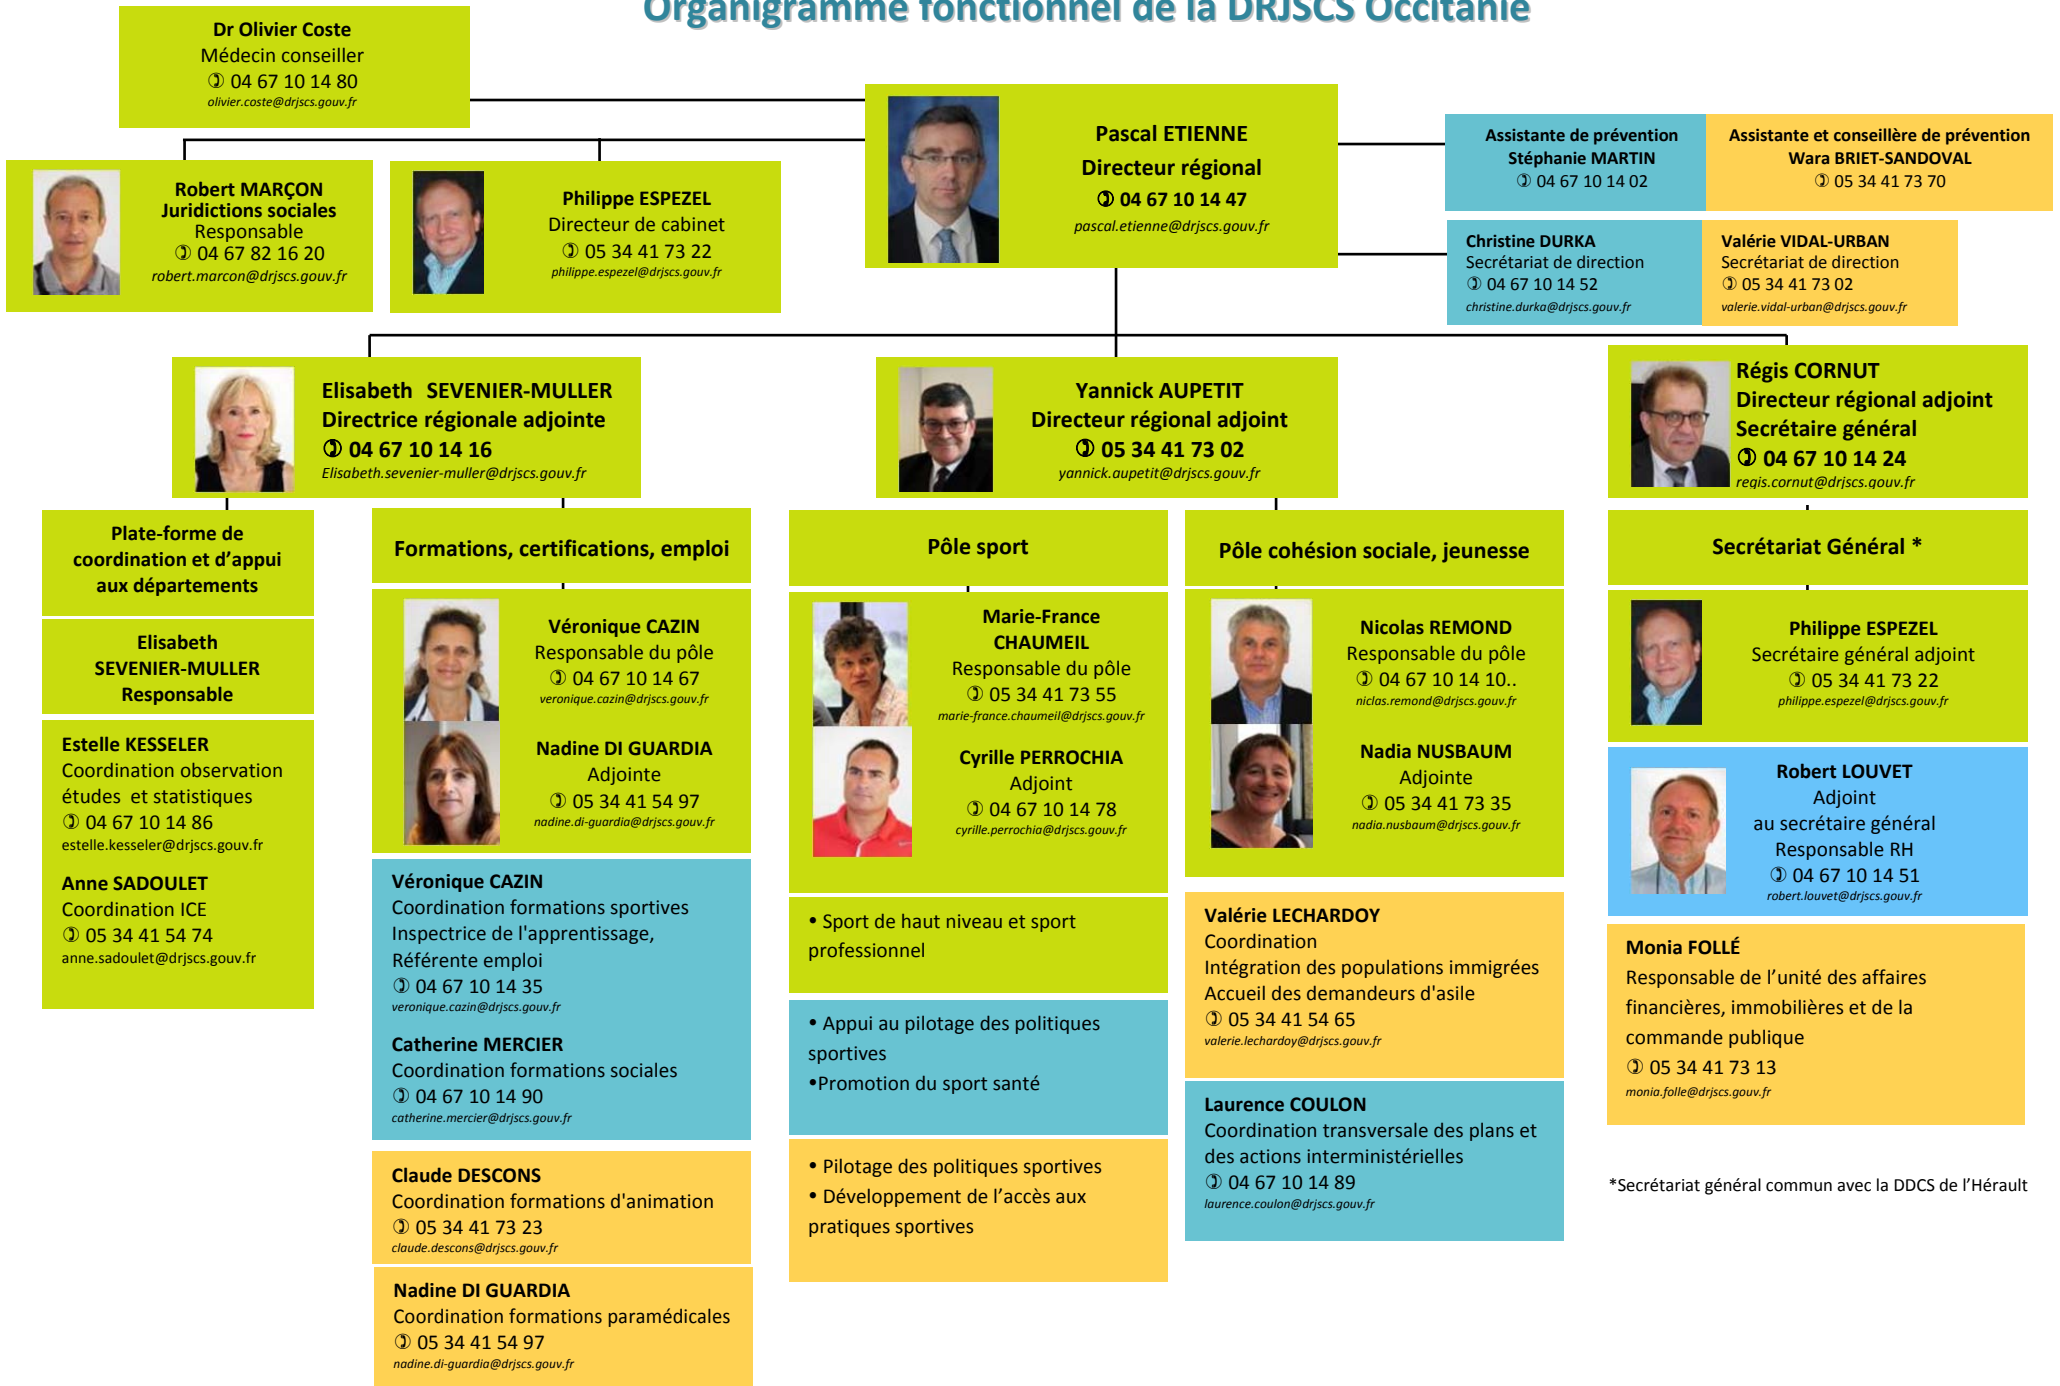 Organigramme fonctionnel de la DRJSCS Occitanie
Dr Olivier Coste
Médecin conseiller
04 67 10 14 80
olivier.coste@drjscs.gouv.fr
Pascal ETIENNE
Directeur régional
04 67 10 14 47
pascal.etienne@drjscs.gouv.fr
Assistante de prévention
Stéphanie MARTIN
04 67 10 14 02
Assistante et conseillère de prévention
Wara BRIET-SANDOVAL
05 34 41 73 70
Robert MARÇON
Juridictions sociales
Responsable
04 67 82 16 20
robert.marcon@drjscs.gouv.fr
Philippe ESPEZEL
Directeur de cabinet
05 34 41 73 22
philippe.espezel@drjscs.gouv.fr
Christine DURKA
Secrétariat de direction
04 67 10 14 52
christine.durka@drjscs.gouv.fr
Valérie VIDAL-URBAN
Secrétariat de direction
05 34 41 73 02
valerie.vidal-urban@drjscs.gouv.fr
Elisabeth SEVENIER-MULLER
Directrice régionale adjointe
04 67 10 14 16
Elisabeth.sevenier-muller@drjscs.gouv.fr
Yannick AUPETIT
Directeur régional adjoint
05 34 41 73 02
yannick.aupetit@drjscs.gouv.fr
Régis CORNUT
Directeur régional adjoint
Secrétaire général
04 67 10 14 24
regis.cornut@drjscs.gouv.fr
Plate-forme de
coordination et d’appui
aux départements
Elisabeth
SEVENIER-MULLER
Responsable
Estelle KESSELER
Coordination observation
études et statistiques
04 67 10 14 86
estelle.kesseler@drjscs.gouv.fr
Anne SADOULET
Coordination ICE
05 34 41 54 74
anne.sadoulet@drjscs.gouv.fr
Formations, certifications, emploi
Véronique CAZIN
Responsable du pôle
04 67 10 14 67
veronique.cazin@drjscs.gouv.fr
Nadine DI GUARDIA
Adjointe
05 34 41 54 97
nadine.di-guardia@drjscs.gouv.fr
Véronique CAZIN
Coordination formations sportives
Inspectrice de l'apprentissage,
Référente emploi
04 67 10 14 35
veronique.cazin@drjscs.gouv.fr
Catherine MERCIER
Coordination formations sociales
04 67 10 14 90
catherine.mercier@drjscs.gouv.fr
Claude DESCONS
Coordination formations d'animation
05 34 41 73 23
claude.descons@drjscs.gouv.fr
Nadine DI GUARDIA
Coordination formations paramédicales
05 34 41 54 97
nadine.di-guardia@drjscs.gouv.fr
Pôle sport
Marie-France
CHAUMEIL
Responsable du pôle
05 34 41 73 55
marie-france.chaumeil@drjscs.gouv.fr
Cyrille PERROCHIA
Adjoint
04 67 10 14 78
cyrille.perrochia@drjscs.gouv.fr
• Sport de haut niveau et sport
professionnel
• Appui au pilotage des politiques
sportives
•Promotion du sport santé
• Pilotage des politiques sportives
• Développement de l’accès aux
pratiques sportives
Pôle cohésion sociale, jeunesse
Nicolas REMOND
Responsable du pôle
04 67 10 14 10..
niclas.remond@drjscs.gouv.fr
Nadia NUSBAUM
Adjointe
05 34 41 73 35
nadia.nusbaum@drjscs.gouv.fr
Valérie LECHARDOY
Coordination
Intégration des populations immigrées
Accueil des demandeurs d'asile
05 34 41 54 65
valerie.lechardoy@drjscs.gouv.fr
Laurence COULON
Coordination transversale des plans et
des actions interministérielles
04 67 10 14 89
laurence.coulon@drjscs.gouv.fr
Secrétariat Général *
Philippe ESPEZEL
Secrétaire général adjoint
05 34 41 73 22
philippe.espezel@drjscs.gouv.fr
Robert LOUVET
Adjoint
au secrétaire général
Responsable RH
04 67 10 14 51
robert.louvet@drjscs.gouv.fr
Monia FOLLÉ
Responsable de l’unité des affaires
financières, immobilières et de la
commande publique
05 34 41 73 13
monia.folle@drjscs.gouv.fr
*Secrétariat général commun avec la DDCS de l’Hérault